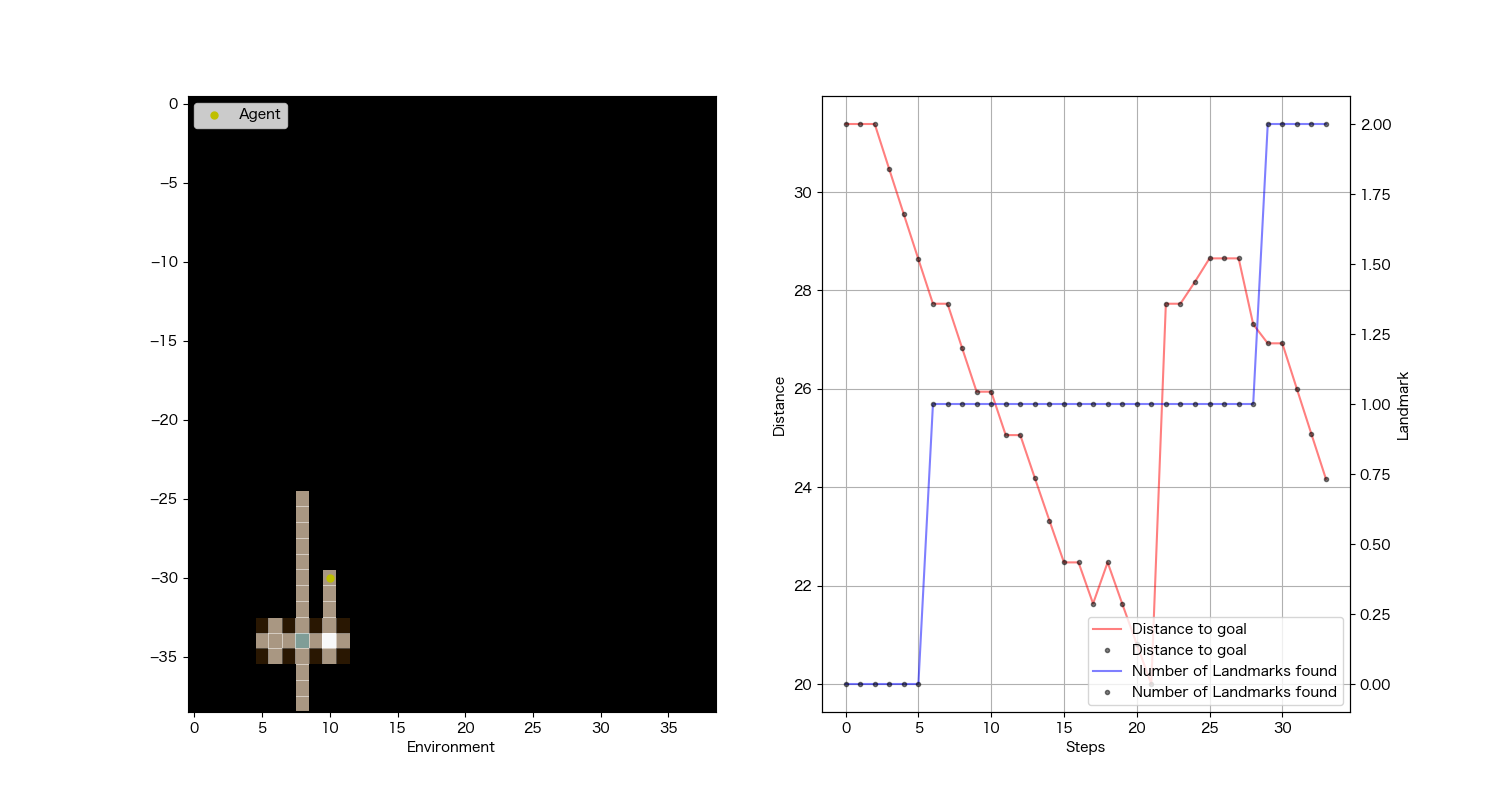 Agent
0
−5
−10
−15
−20
−25
−30
−35
0 5 10 15 20 25 30 35
Environment
Distance
30
28
26
24
22
20
0 5 10 15 20 25 30
Steps
2.00
1.75
1.50
1.25
1.00
0.75
0.50
0.25
0.00
Landmark
Distance to goal
Distance to goal
Number of Landmarks found
Number of Landmarks found